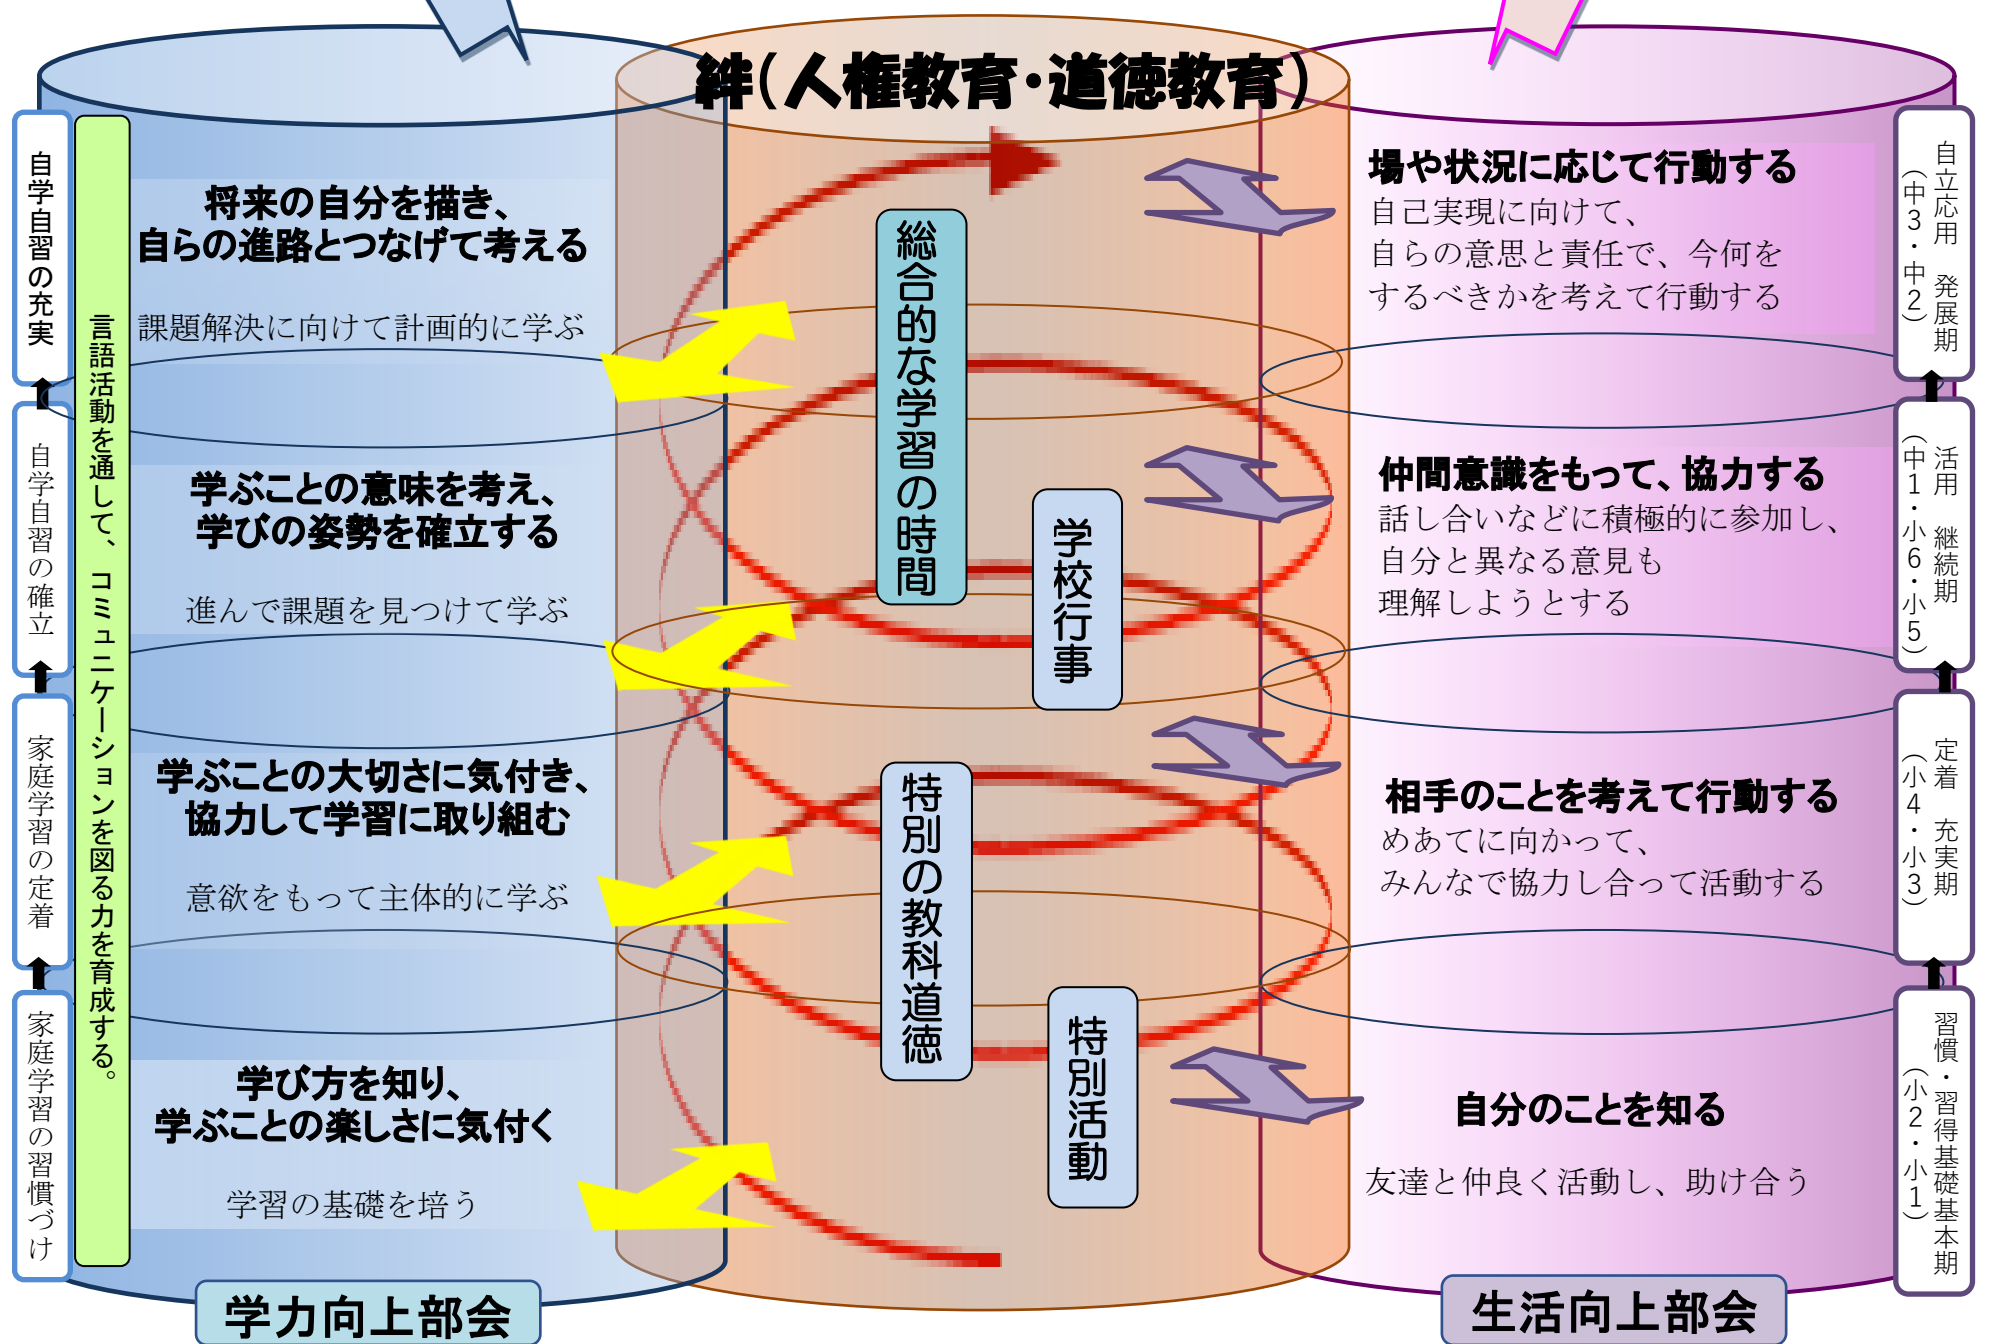 絆(人権教育・道徳教育)
自学自習の充実
自学自習の確立
家庭学習の定着
家庭学習の習慣づけ
言語活動を通して、コミュニケーションを図る力を育成する。
将来の自分を描き、
自らの進路とつなげて考える
課題解決に向けて計画的に学ぶ
学ぶことの意味を考え、
学びの姿勢を確立する
進んで課題を見つけて学ぶ
学ぶことの大切さに気付き、
協力して学習に取り組む
意欲をもって主体的に学ぶ
学び方を知り、
学ぶことの楽しさに気付く
学習の基礎を培う
学力向上部会
総合的な学習の時間
学校行事
特別の教科道徳
特別活動
場や状況に応じて行動する
自己実現に向けて、
自らの意思と責任で、今何を
するべきかを考えて行動する
仲間意識をもって、協力する
話し合いなどに積極的に参加し、
自分と異なる意見も
理解しようとする
相手のことを考えて行動する
めあてに向かって、
みんなで協力し合って活動する
自分のことを知る
友達と仲良く活動し、助け合う
生活向上部会
自立応用　発展期
(中3・中2)
活用　継続期
(中1・小6・小5)
定着　充実期
(小4・小3)
習慣・習得基礎基本期
(小2・小1)